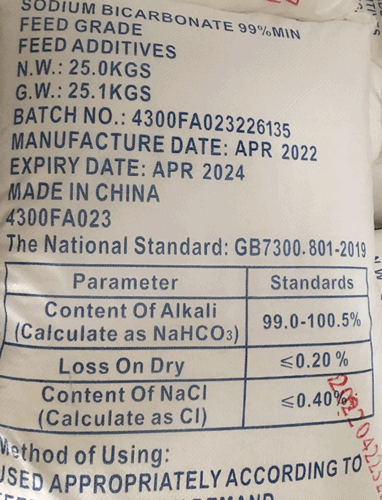 SODIUM BICARBONATE 99%MIN
FEED GRADE
FEED ADDITIVES
N.W.: 25.0KGS
G.W.: 25.1KGS
BATCH NO.: 4300FA023226135
MANUFACTURE DATE: APR 2022
EXPIRY DATE: APR 2024
MADE IN CHINA
4300FA023
The National Standard: GB7300.801-2019
Parameter Standards
Content Of Alkali
(Calculate as NaHCO₃) 99.0-100.5%
Loss On Dry ≤0.20 %
Content Of NaCl
(Calculate as Cl) ≤0.40%
Method of Using:
USED APPROPRIATELY ACCORDING TO